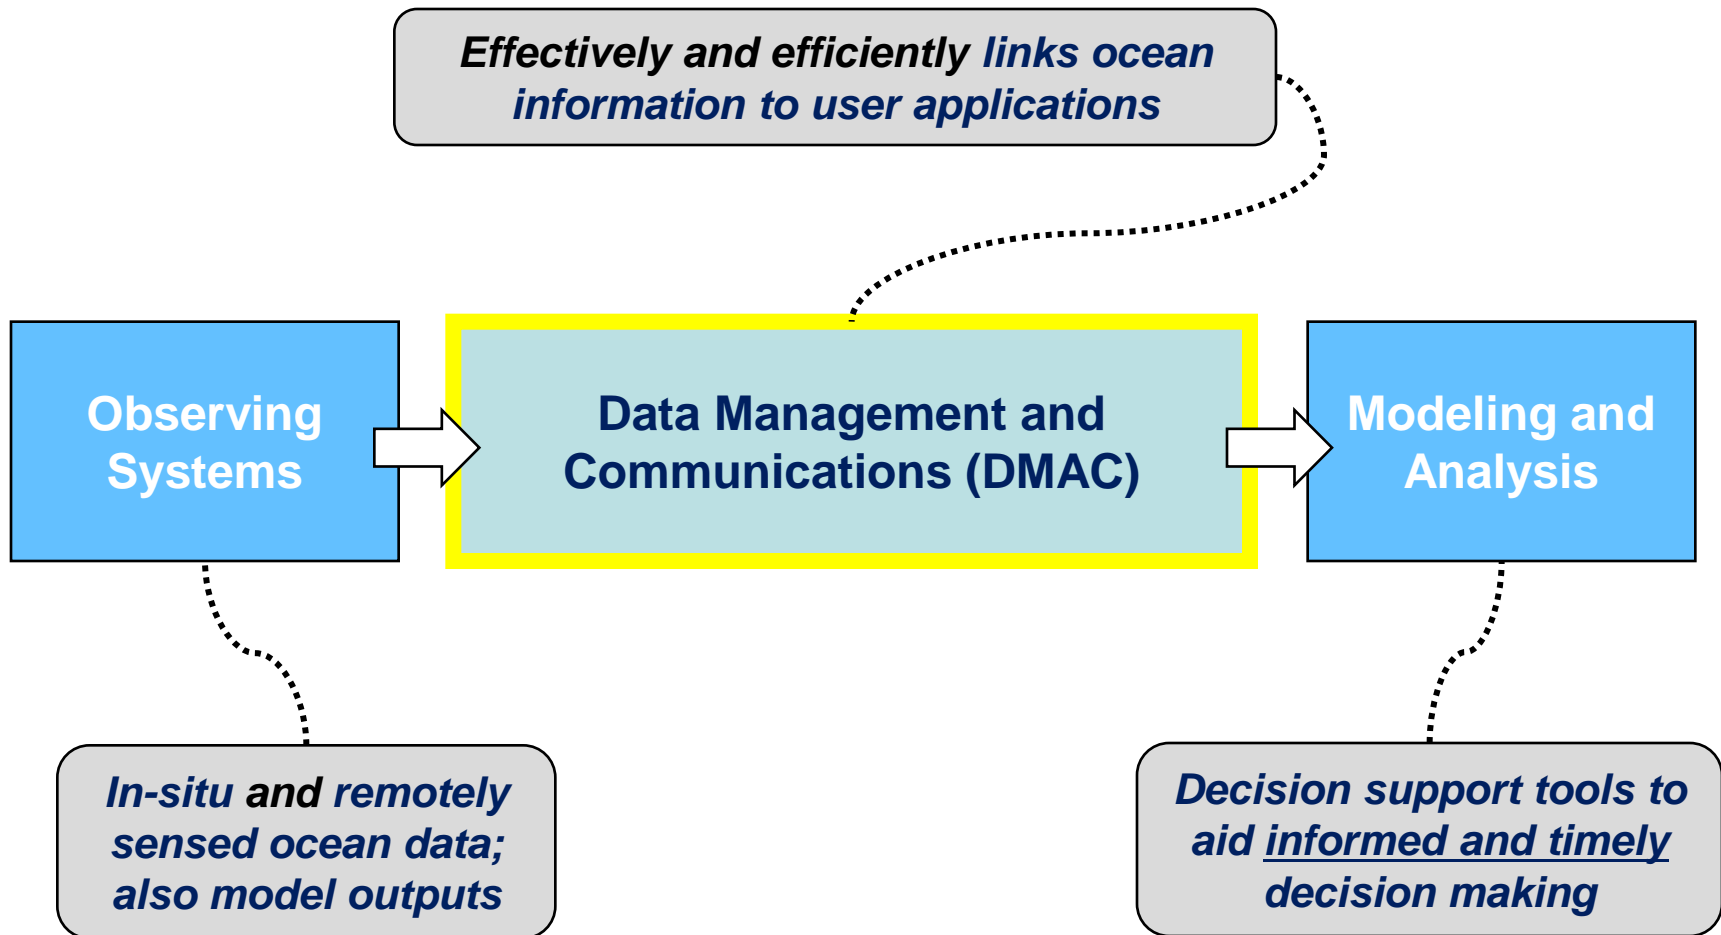 Effectively and efficiently links ocean
information to user applications
Observing
Systems
Data Management and
Communications (DMAC)
Modeling and
Analysis
In-situ and remotely
sensed ocean data;
also model outputs
Decision support tools to
aid informed and timely
decision making